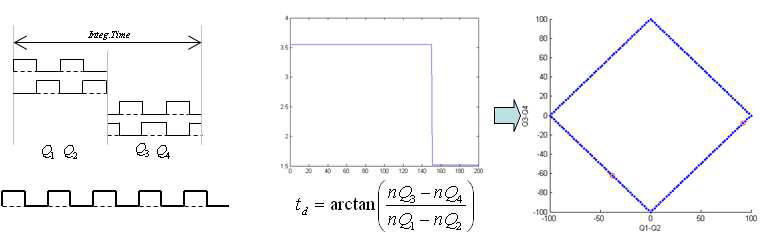 Integ.Time
Q1 Q2
Q3 Q4
4
3.5
3
2.5
2
1.5
0 20 40 60 80 100 120 140 160 180 200
t_d = arctan( (nQ3 − nQ4) / (nQ1 − nQ2) )
Q3-Q4
100
80
60
40
20
0
-20
-40
-60
-80
-100
-100 -50 0 50 100
Q1-Q2